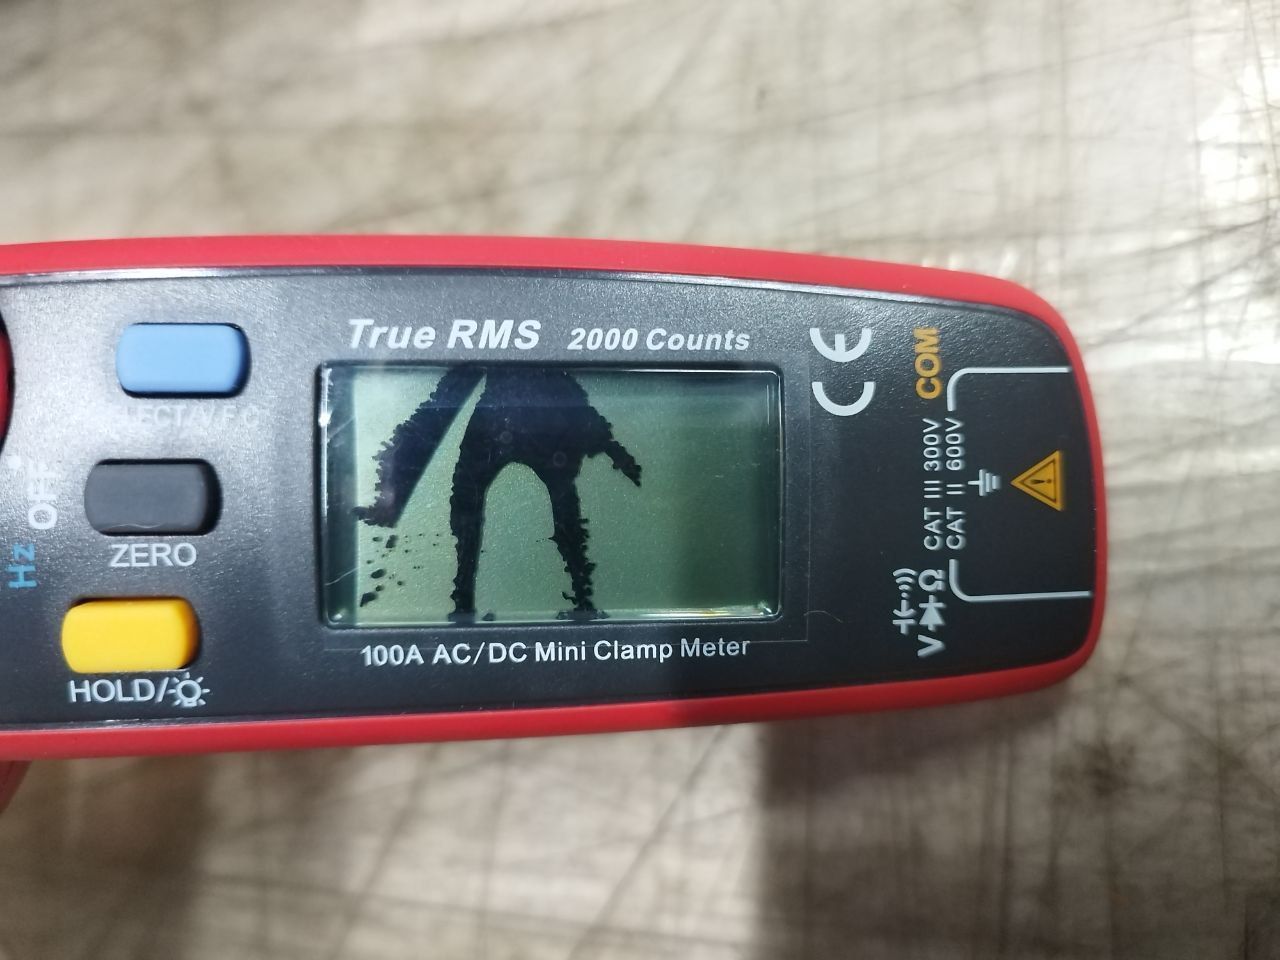 True RMS 2000 Counts
ZERO
HOLD/
OFF
Hz
100A AC/DC Mini Clamp Meter
CE
COM
CAT III 300V
CAT II 600V
V Ω